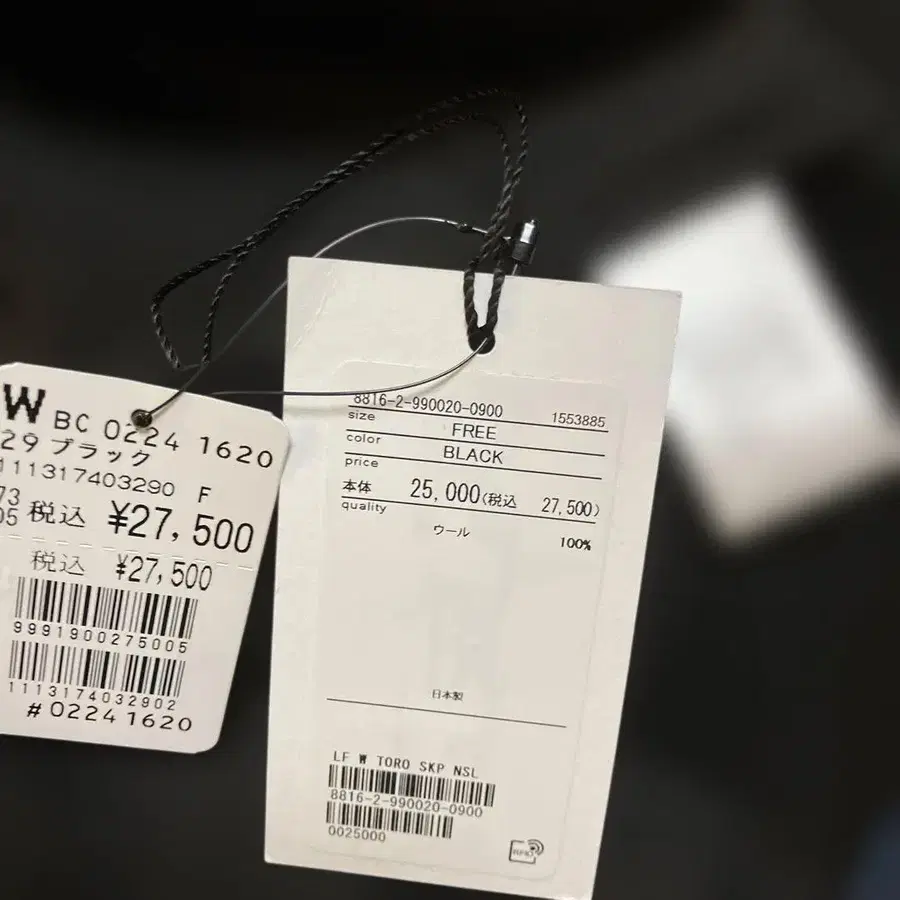 W BC 0224 1620
29 ブラック
111317403290 F
73
05 税込 ¥27,500
税込 ¥27,500
9991900275005
1113174032902
#02241620
8816-2-990020-0900 1553885
size FREE
color BLACK
price
本体 25,000(税込 27,500)
quality
ウール 100%
日本製
LF W TORO SKP NSL
8816-2-990020-0900
0025000
RFID